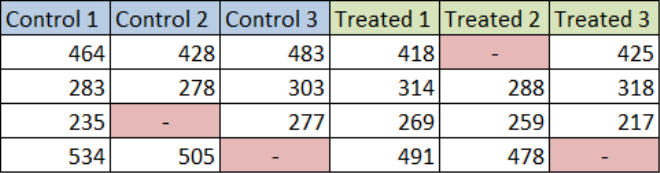 Control 1 Control 2 Control 3 Treated 1 Treated 2 Treated 3
464 428 483 418 - 425
283 278 303 314 288 318
235 - 277 269 259 217
534 505 - 491 478 -